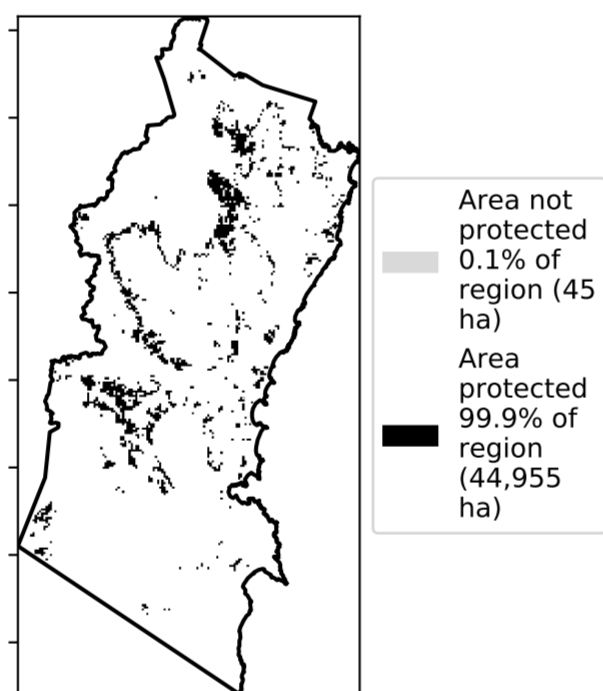 Area not
protected
0.1% of
region (45
ha)
Area
protected
99.9% of
region
(44,955
ha)